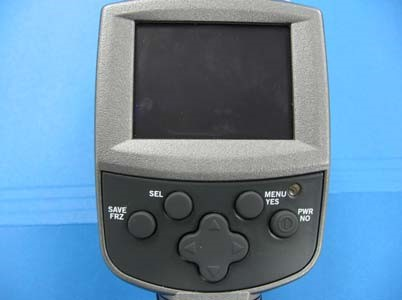 SEL
MENU
YES
SAVE
FRZ
PWR
NO